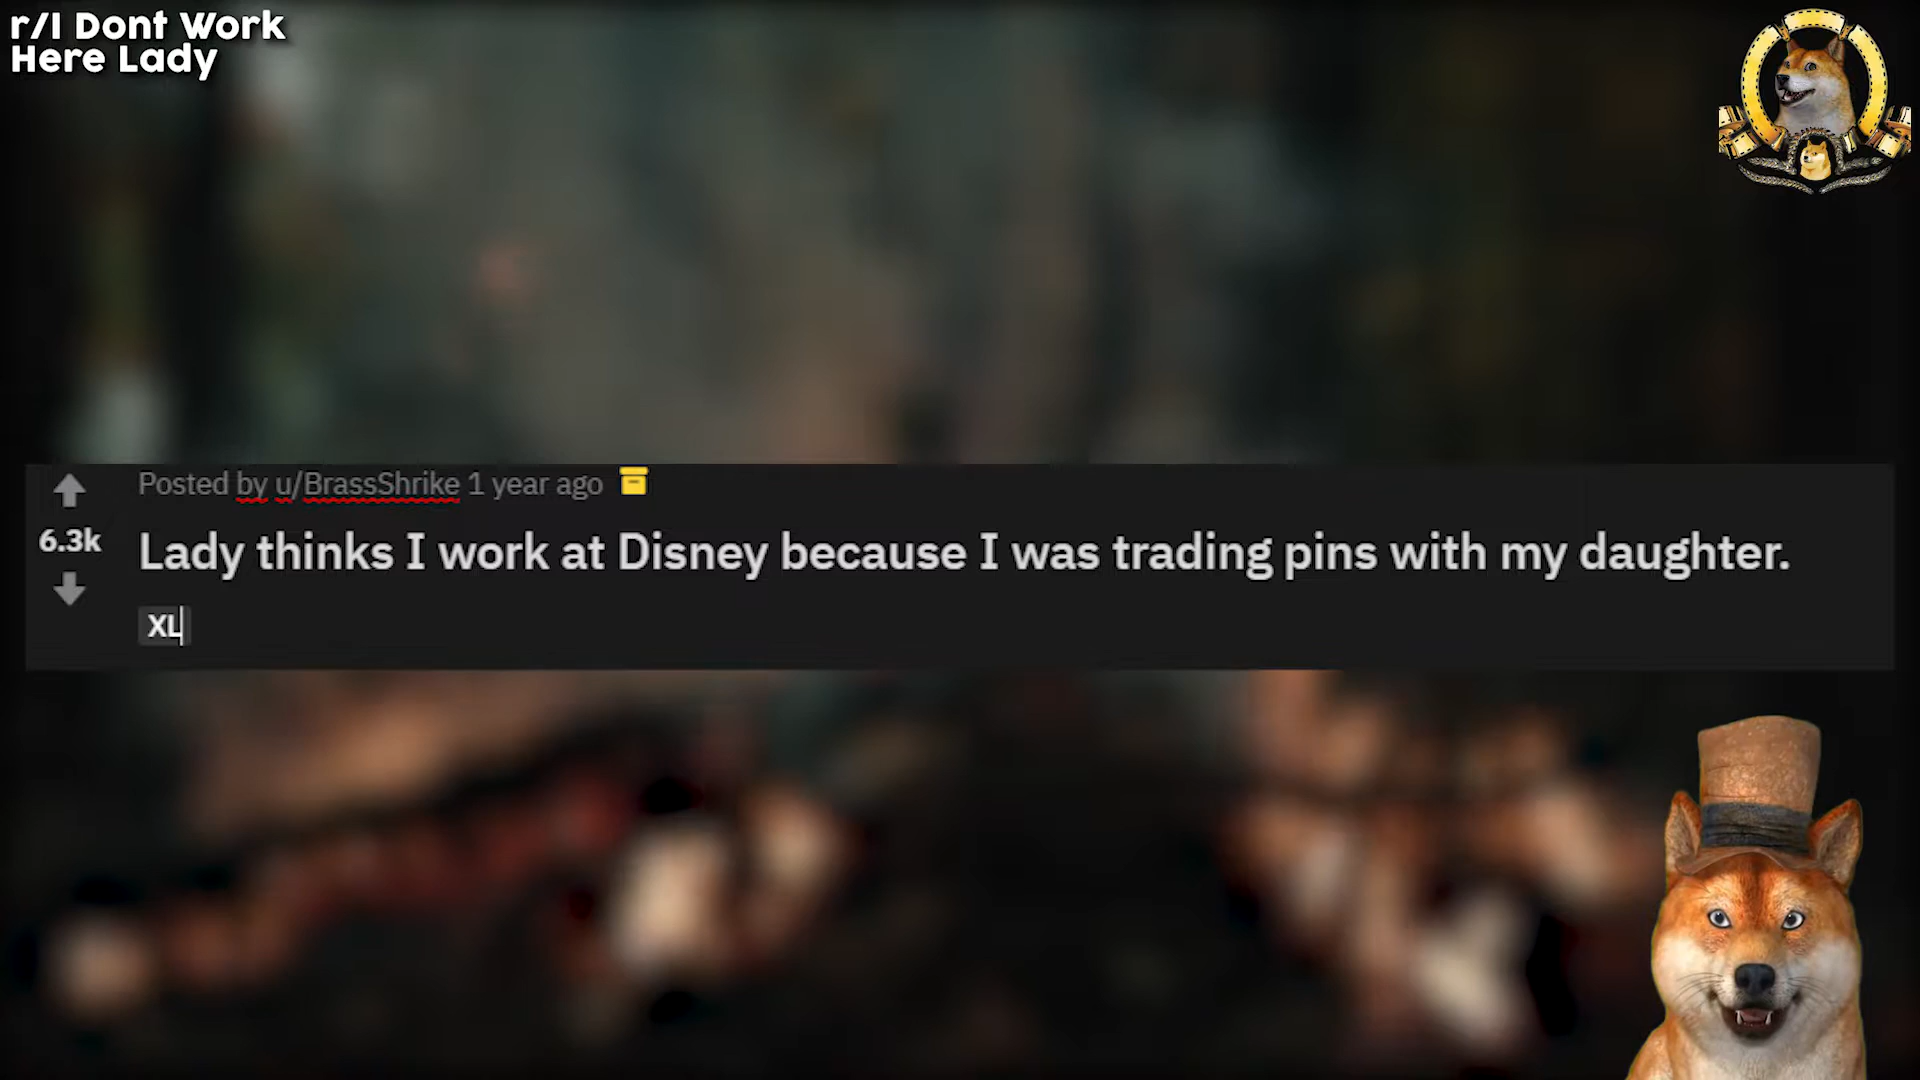 r/I Dont Work
Here Lady
Posted by u/BrassShrike 1 year ago
6.3k
Lady thinks I work at Disney because I was trading pins with my daughter.
XL